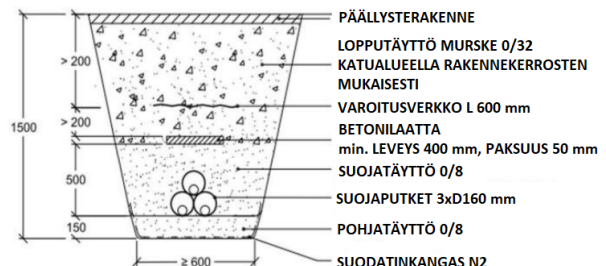 PÄÄLLYSTERAKENNE
LOPPUTÄYTTÖ MURSKE 0/32
KATUALUEELLA RAKENNEKERROSTEN
MUKAISESTI
VAROITUSVERKKO L 600 mm
BETONILAATTA
min. LEVEYS 400 mm, PAKSUUS 50 mm
SUOJATÄYTTÖ 0/8
SUOJAPUTKET 3xD160 mm
POHJATÄYTTÖ 0/8
SUODATINKANGAS N2
1500
> 200
> 200
500
150
≥ 600